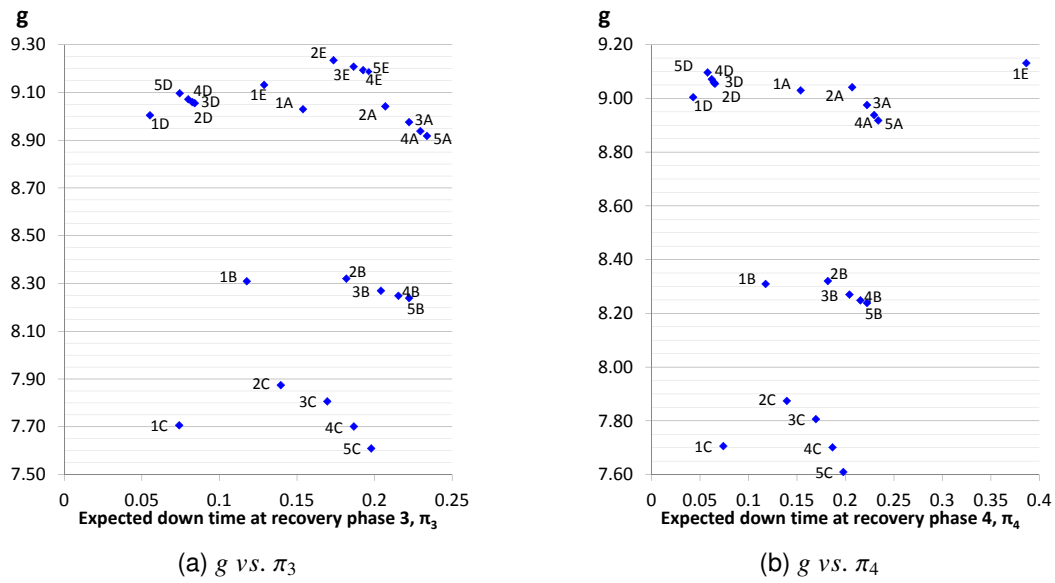 g
9.30
9.10
8.90
8.70
8.50
8.30
8.10
7.90
7.70
7.50
0
0.05
0.1
0.15
0.2
0.25
5D
4D
3D
2D
1D
2E
3E
5E
4E
1E
1A
2A
3A
4A
5A
1B
2B
3B
4B
5B
2C
3C
1C
4C
5C
Expected down time at recovery phase 3, π3
(a) g vs. π3
g
9.20
9.00
8.80
8.60
8.40
8.20
8.00
7.80
7.60
0
0.05
0.1
0.15
0.2
0.25
0.3
0.35
0.4
5D
4D
3D
2D
1D
1A
2A
3A
4A
5A
1E
1B
2B
3B
4B
5B
2C
3C
1C
4C
5C
Expected down time at recovery phase 4, π4
(b) g vs. π4